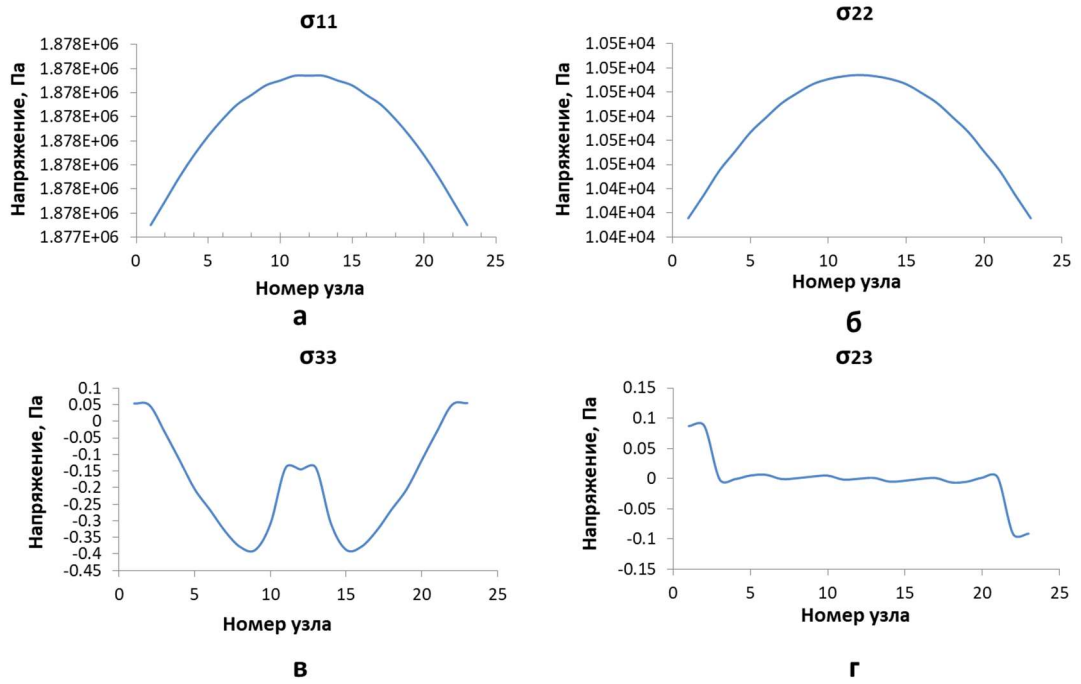 σ11
Напряжение, Па
1.878E+06
1.878E+06
1.878E+06
1.878E+06
1.878E+06
1.878E+06
1.878E+06
1.878E+06
1.877E+06
0 5 10 15 20 25
Номер узла
а
σ22
Напряжение, Па
1.05E+04
1.05E+04
1.05E+04
1.05E+04
1.05E+04
1.05E+04
1.04E+04
1.04E+04
1.04E+04
0 5 10 15 20 25
Номер узла
б
σ33
Напряжение, Па
0.1
0.05
0
-0.05
-0.1
-0.15
-0.2
-0.25
-0.3
-0.35
-0.4
-0.45
0 5 10 15 20 25
Номер узла
в
σ23
Напряжение, Па
0.15
0.1
0.05
0
-0.05
-0.1
-0.15
0 5 10 15 20 25
Номер узла
г